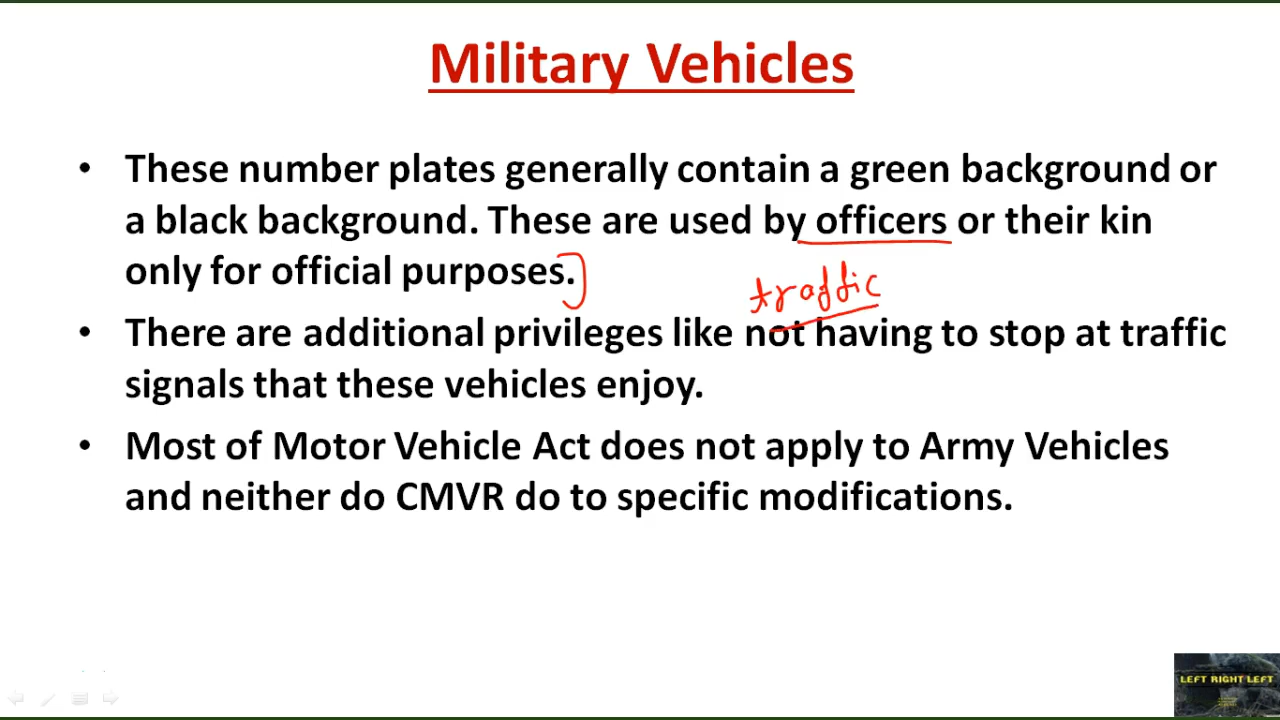 Military Vehicles
• These number plates generally contain a green background or
a black background. These are used by officers or their kin
only for official purposes.
traffic
• There are additional privileges like not having to stop at traffic
signals that these vehicles enjoy.
• Most of Motor Vehicle Act does not apply to Army Vehicles
and neither do CMVR do to specific modifications.
LEFT RIGHT LEFT